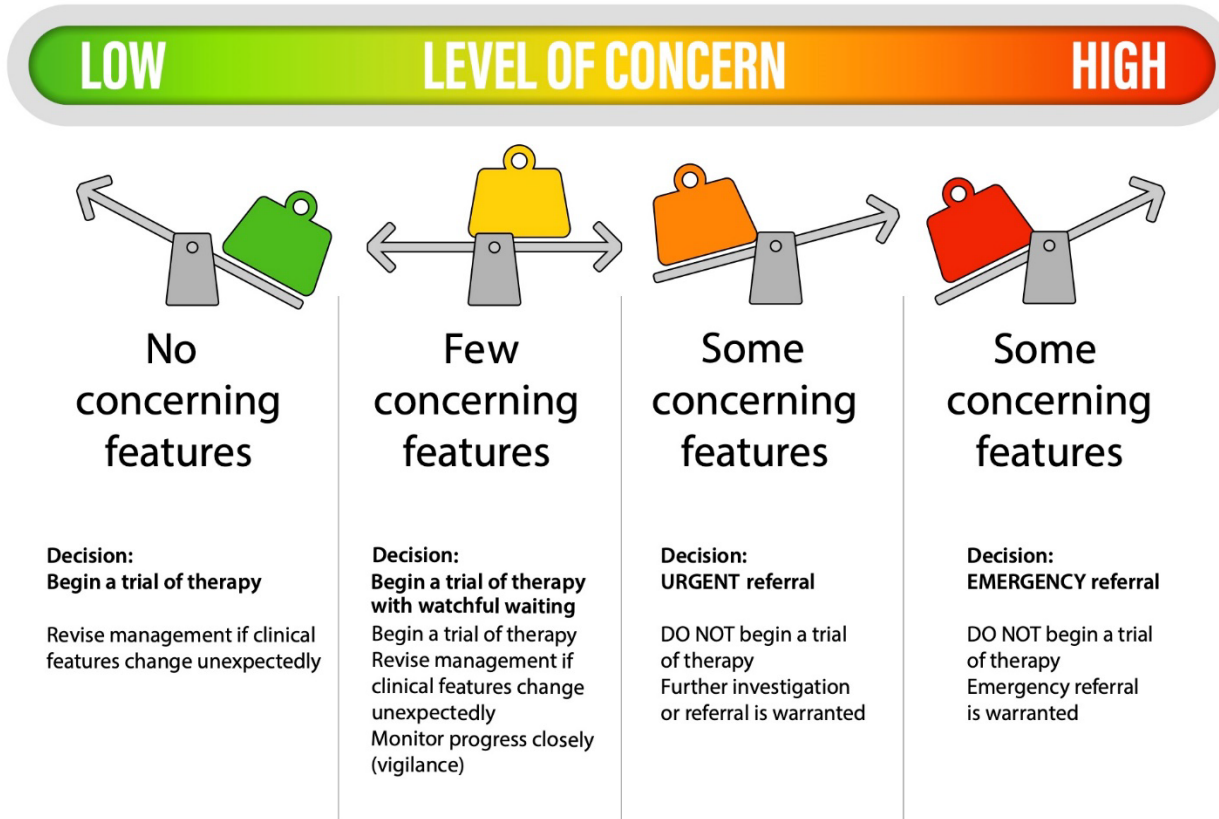 LOW LEVEL OF CONCERN HIGH
No
concerning
features
Decision:
Begin a trial of therapy
Revise management if clinical
features change unexpectedly
Few
concerning
features
Decision:
Begin a trial of therapy
with watchful waiting
Begin a trial of therapy
Revise management if
clinical features change
unexpectedly
Monitor progress closely
(vigilance)
Some
concerning
features
Decision:
URGENT referral
DO NOT begin a trial
of therapy
Further investigation
or referral is warranted
Some
concerning
features
Decision:
EMERGENCY referral
DO NOT begin a trial
of therapy
Emergency referral
is warranted